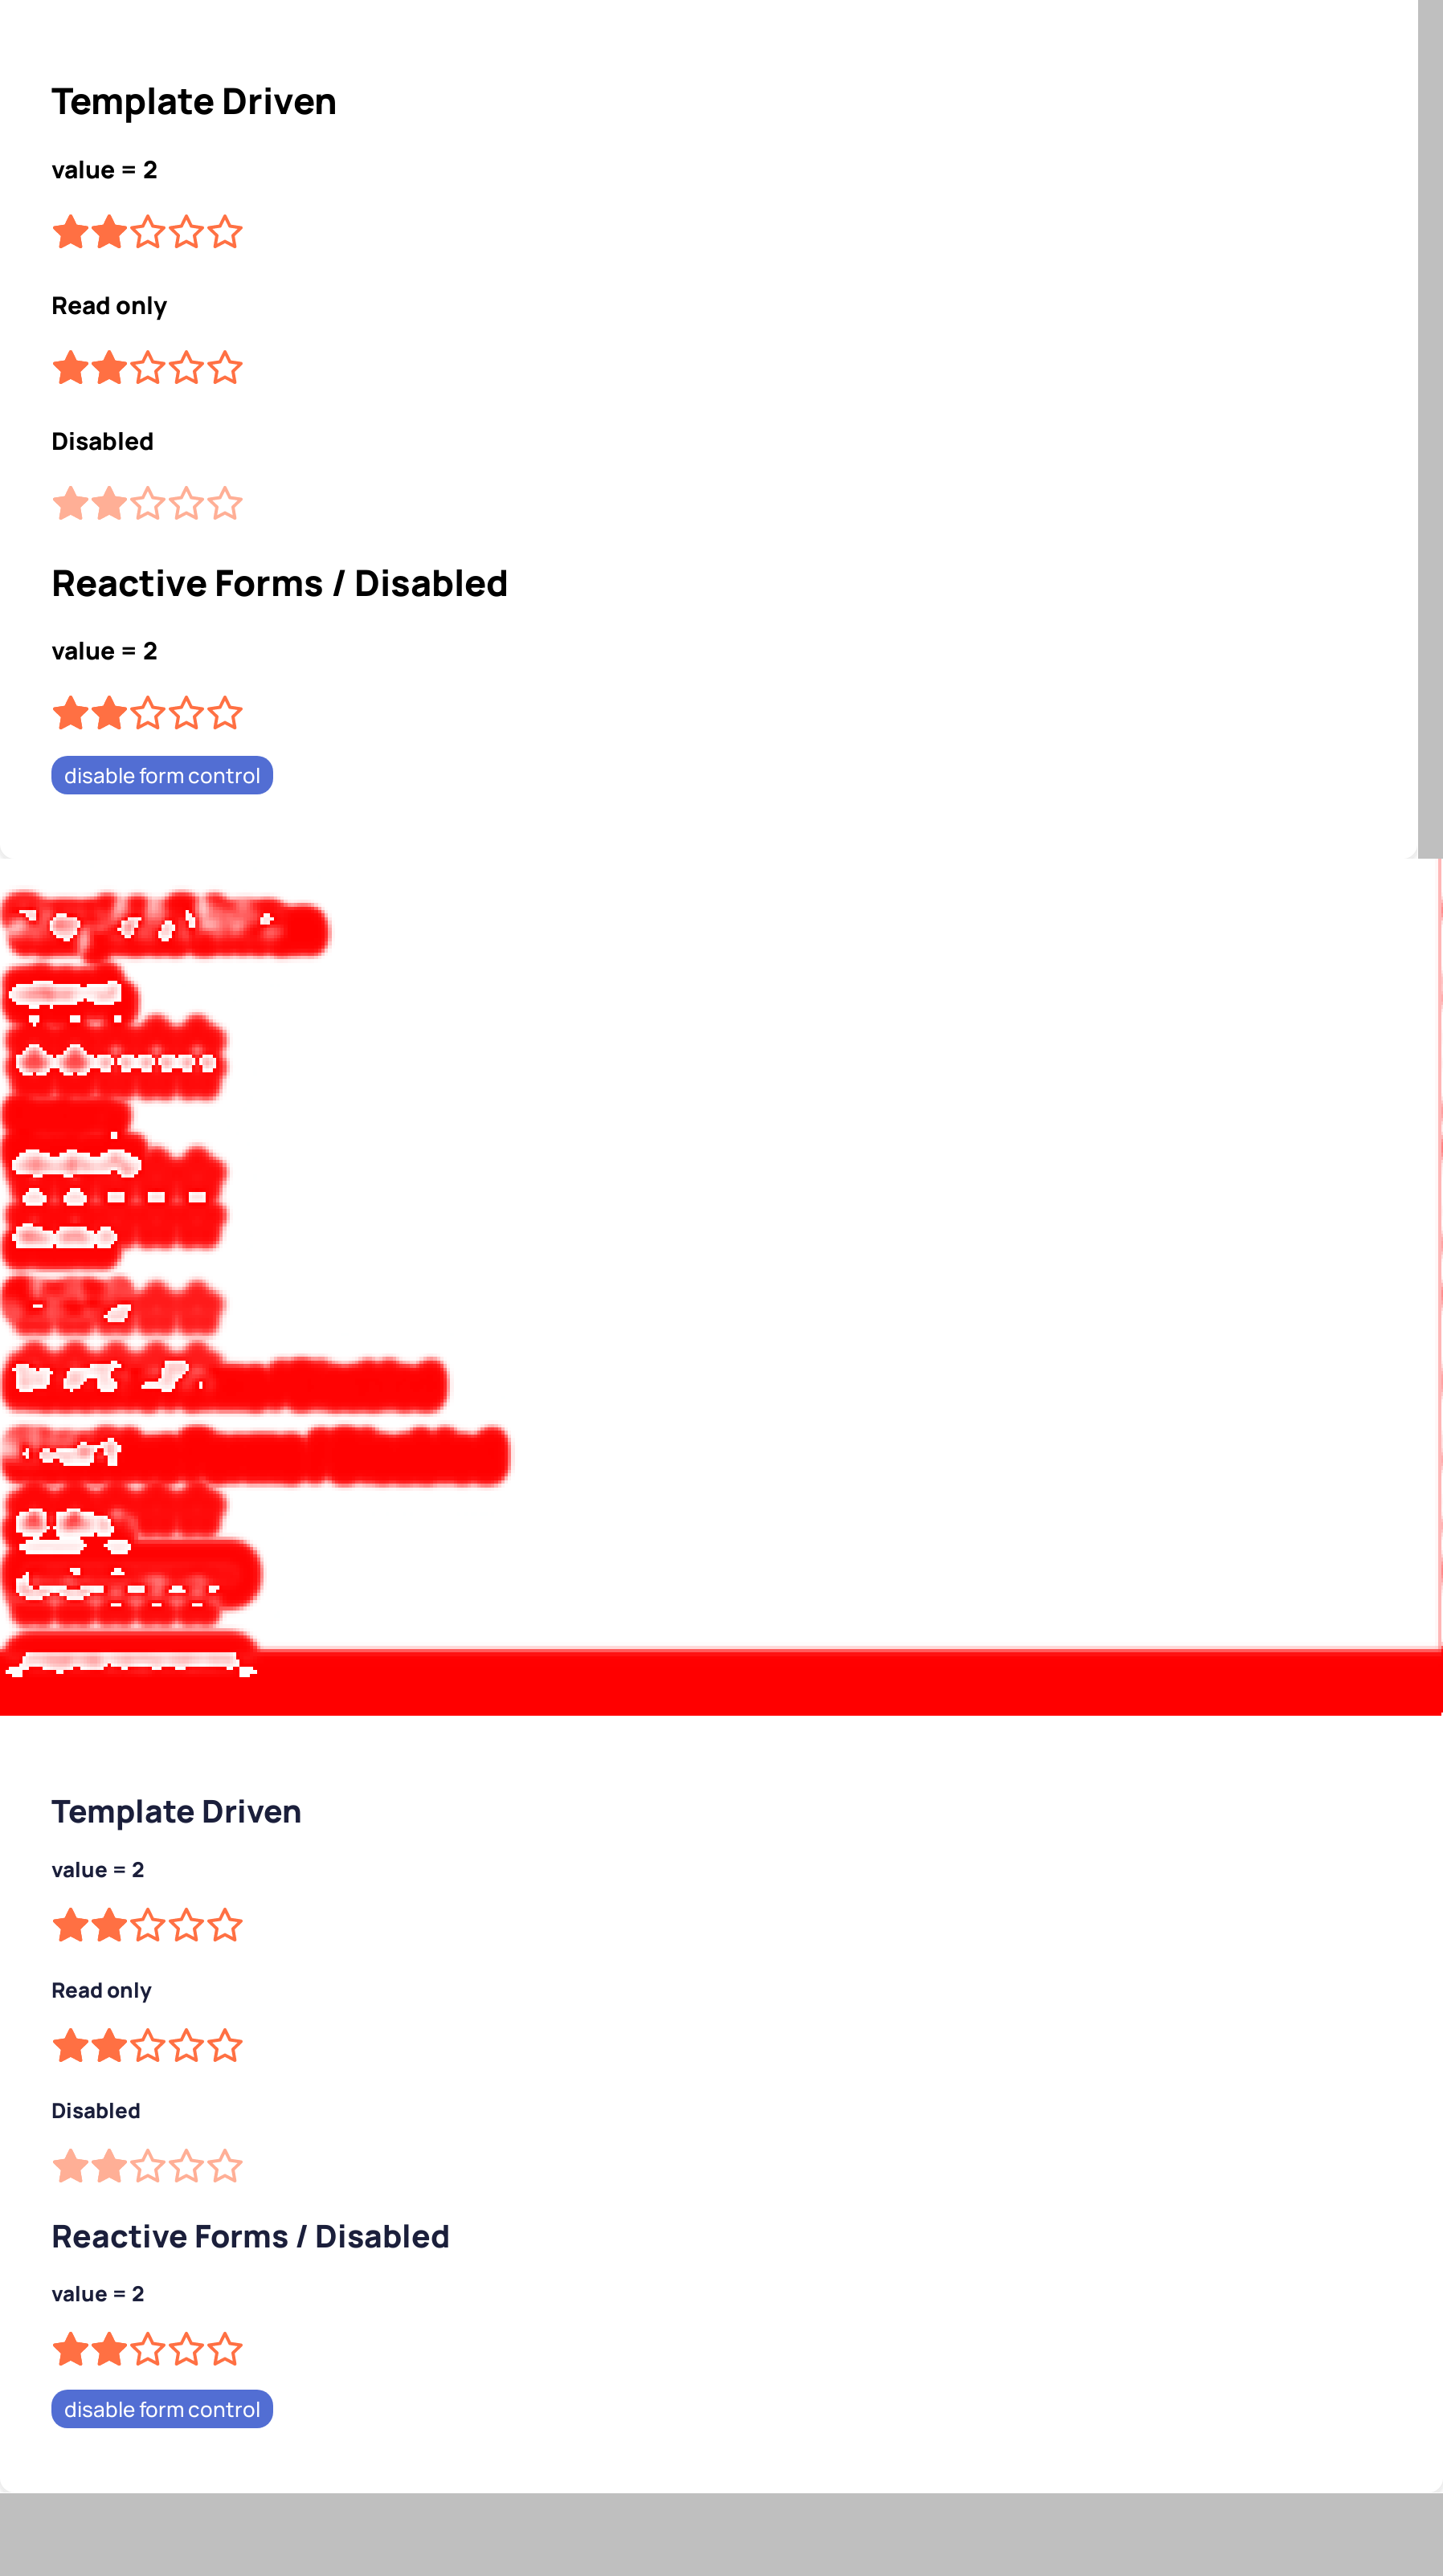 Template Driven
value = 2
Read only
Disabled
Reactive Forms / Disabled
value = 2
disable form control
Template Driven
value = 2
Read only
Disabled
Reactive Forms / Disabled
value = 2
disable form control